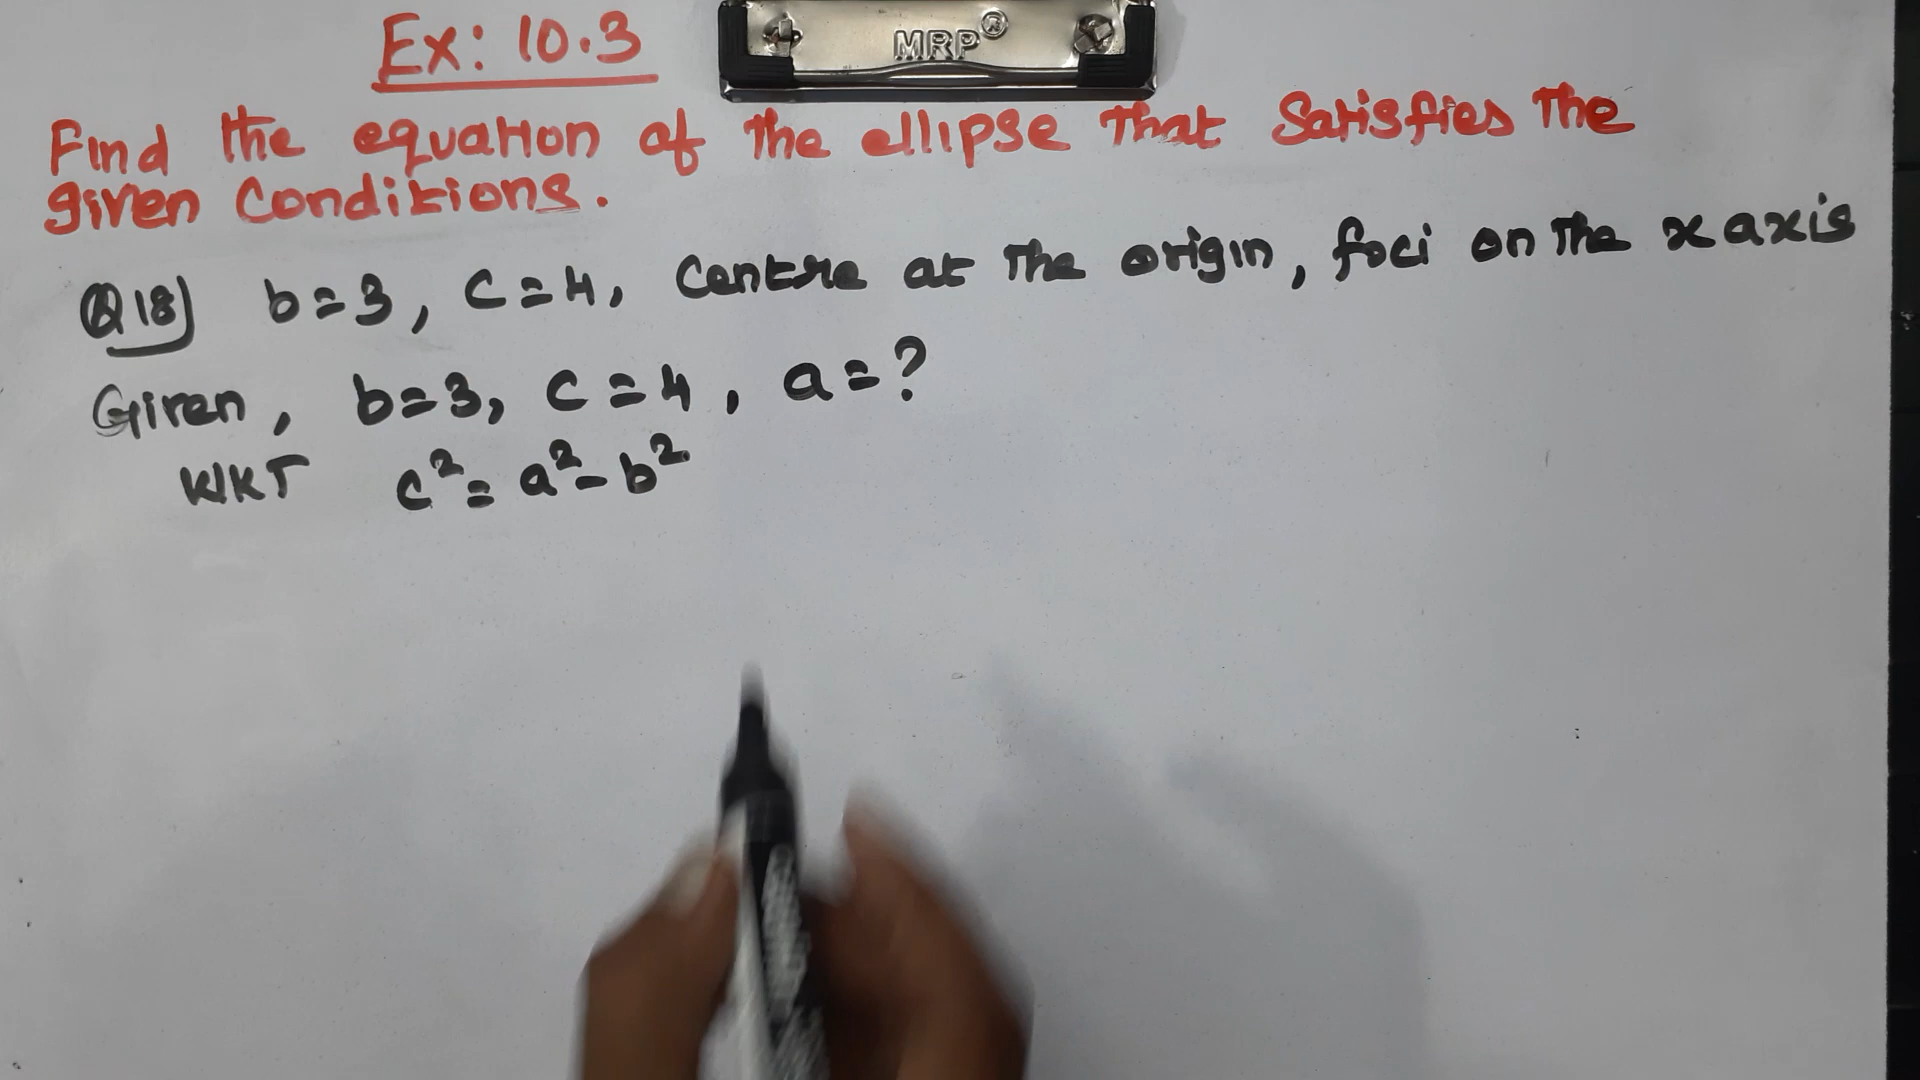 Ex: 10.3
MRP®
Find the equation of the ellipse that satisfies the
given conditions.
Q18) b=3, c=4, Centre at the origin, foci on the x axis
Given, b=3, c=4, a=?
WKT c²=a²-b²